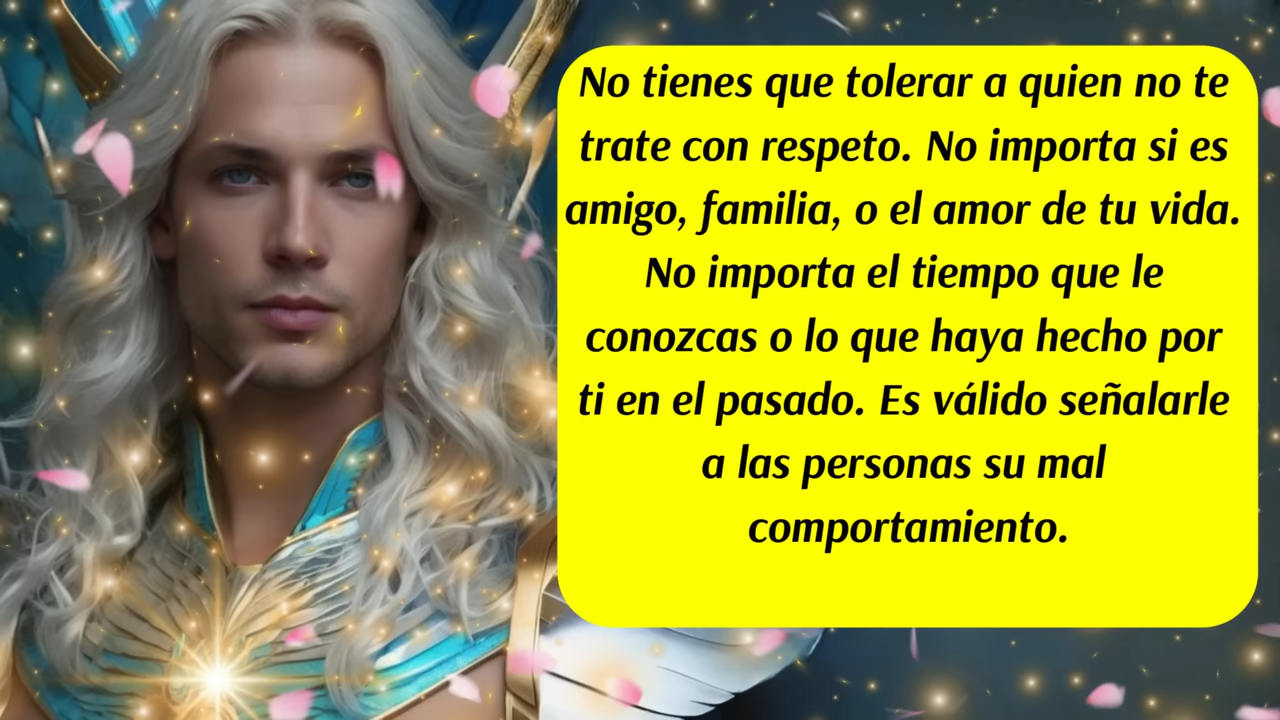 No tienes que tolerar a quien no te
trate con respeto. No importa si es
amigo, familia, o el amor de tu vida.
No importa el tiempo que le
conozcas o lo que haya hecho por
ti en el pasado. Es válido señalarle
a las personas su mal
comportamiento.